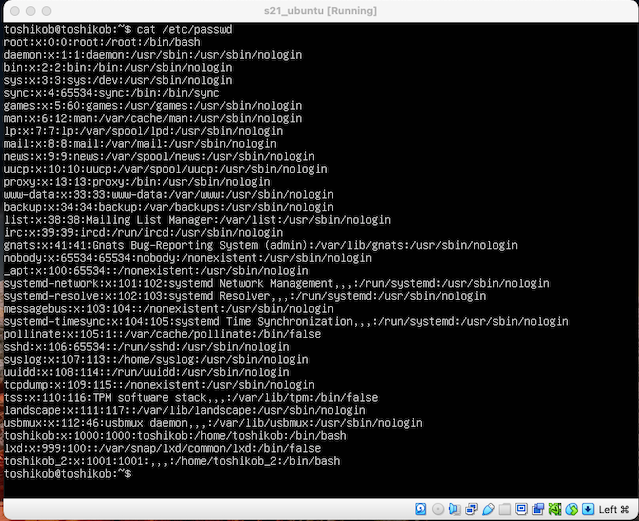 s21_ubuntu [Running]
toshikob@toshikob:~$ cat /etc/passwd
root:x:0:0:root:/root:/bin/bash
daemon:x:1:1:daemon:/usr/sbin:/usr/sbin/nologin
bin:x:2:2:bin:/bin:/usr/sbin/nologin
sys:x:3:3:sys:/dev:/usr/sbin/nologin
sync:x:4:65534:sync:/bin:/bin/sync
games:x:5:60:games:/usr/games:/usr/sbin/nologin
man:x:6:12:man:/var/cache/man:/usr/sbin/nologin
lp:x:7:7:lp:/var/spool/lpd:/usr/sbin/nologin
mail:x:8:8:mail:/var/mail:/usr/sbin/nologin
news:x:9:9:news:/var/spool/news:/usr/sbin/nologin
uucp:x:10:10:uucp:/var/spool/uucp:/usr/sbin/nologin
proxy:x:13:13:proxy:/bin:/usr/sbin/nologin
www-data:x:33:33:www-data:/var/www:/usr/sbin/nologin
backup:x:34:34:backup:/var/backups:/usr/sbin/nologin
list:x:38:38:Mailing List Manager:/var/list:/usr/sbin/nologin
irc:x:39:39:ircd:/run/ircd:/usr/sbin/nologin
gnats:x:41:41:Gnats Bug-Reporting System (admin):/var/lib/gnats:/usr/sbin/nologin
nobody:x:65534:65534:nobody:/nonexistent:/usr/sbin/nologin
_apt:x:100:65534::/nonexistent:/usr/sbin/nologin
systemd-network:x:101:102:systemd Network Management,,,:/run/systemd:/usr/sbin/nologin
systemd-resolve:x:102:103:systemd Resolver,,,:/run/systemd:/usr/sbin/nologin
messagebus:x:103:104::/nonexistent:/usr/sbin/nologin
systemd-timesync:x:104:105:systemd Time Synchronization,,,:/run/systemd:/usr/sbin/nologin
pollinate:x:105:1::/var/cache/pollinate:/bin/false
sshd:x:106:65534::/run/sshd:/usr/sbin/nologin
syslog:x:107:113::/home/syslog:/usr/sbin/nologin
uuidd:x:108:114::/run/uuidd:/usr/sbin/nologin
tcpdump:x:109:115::/nonexistent:/usr/sbin/nologin
tss:x:110:116:TPM software stack,,,:/var/lib/tpm:/bin/false
landscape:x:111:117::/var/lib/landscape:/usr/sbin/nologin
usbmux:x:112:46:usbmux daemon,,,:/var/lib/usbmux:/usr/sbin/nologin
toshikob:x:1000:1000:toshikob:/home/toshikob:/bin/bash
lxd:x:999:100::/var/snap/lxd/common/lxd:/bin/false
toshikob_2:x:1001:1001:,,,:/home/toshikob_2:/bin/bash
toshikob@toshikob:~$
Left ⌘